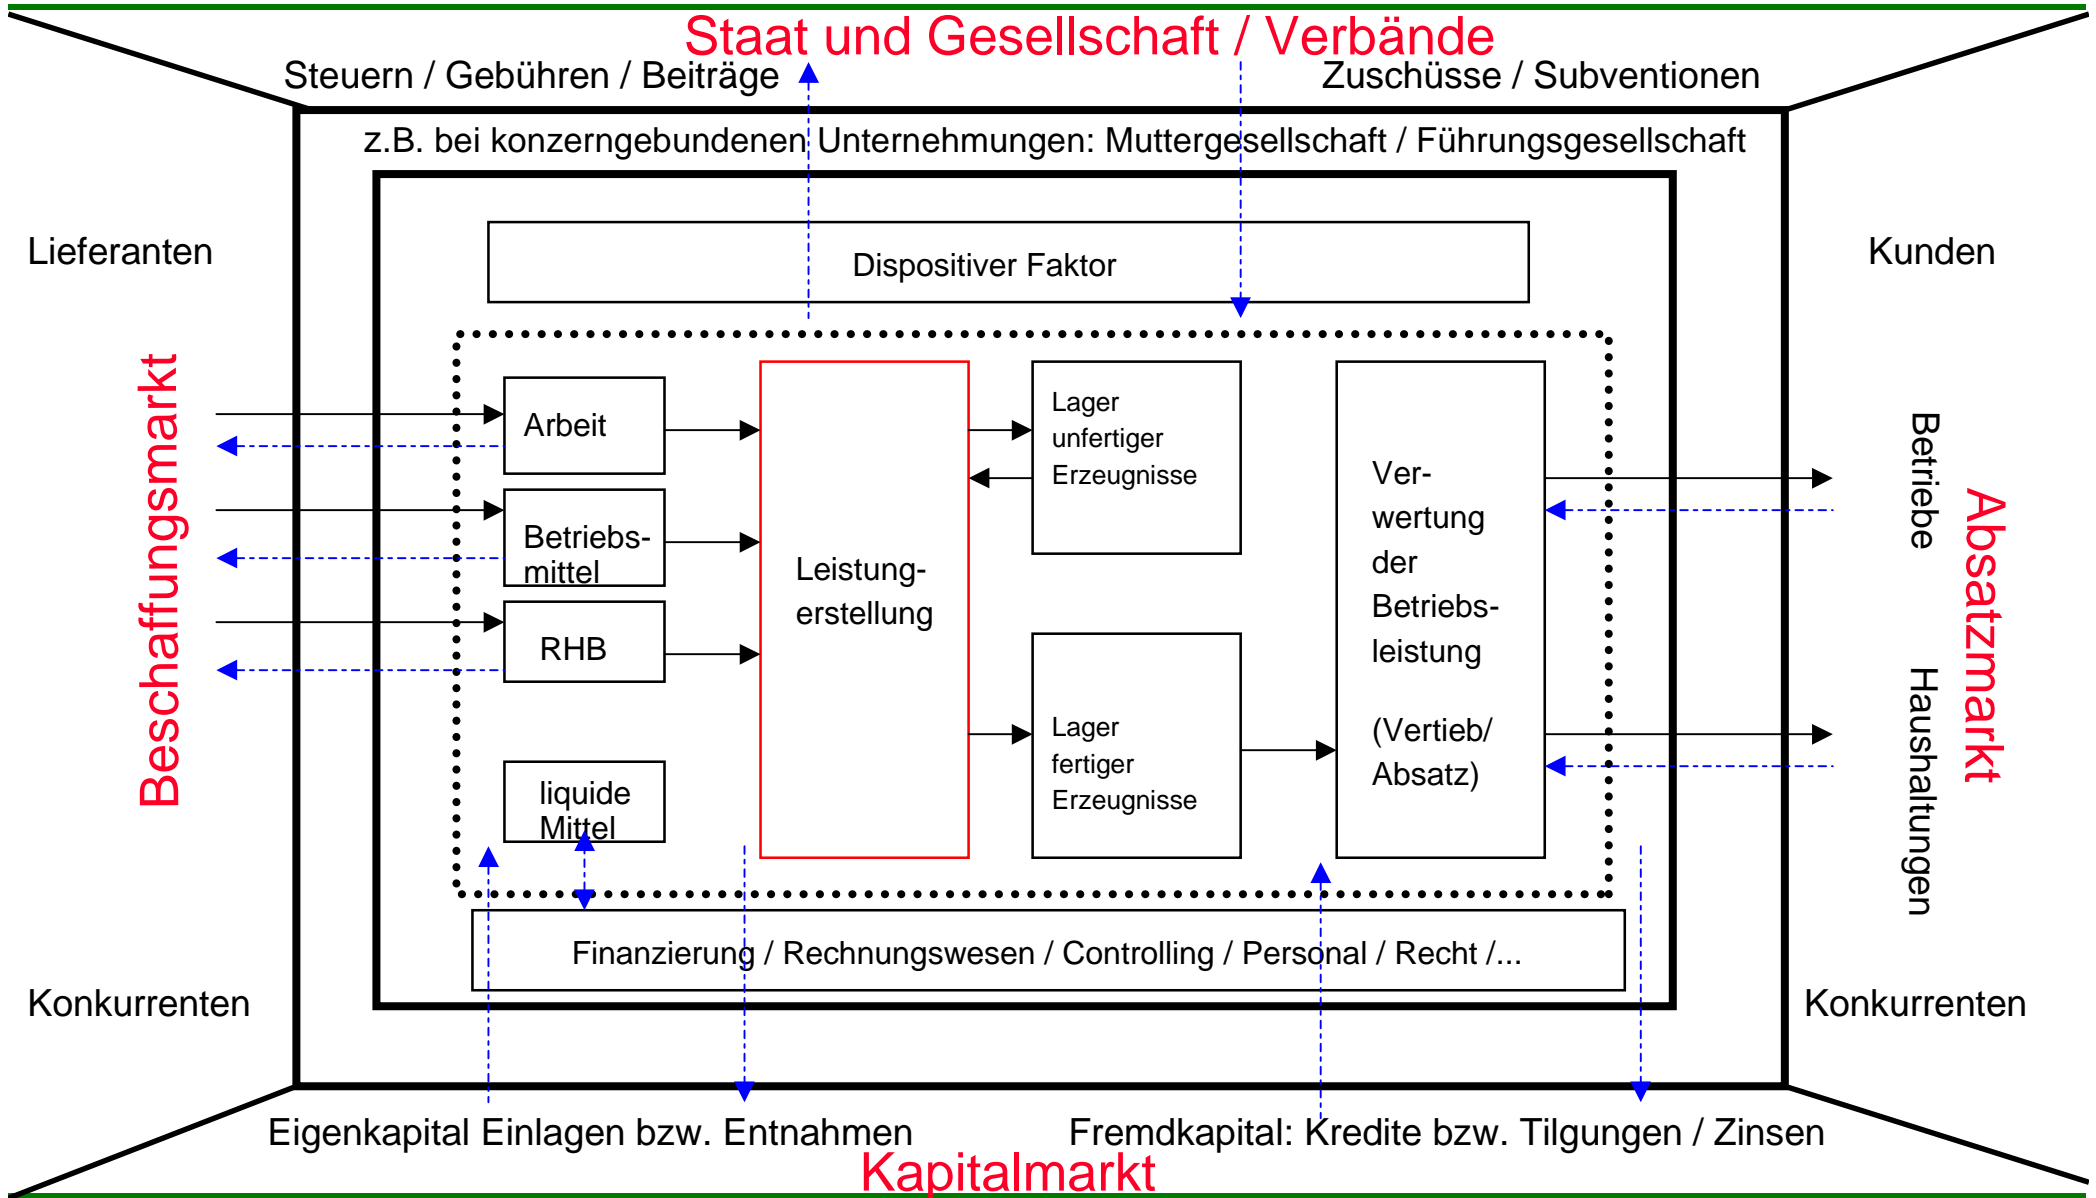 Staat und Gesellschaft / Verbände
Steuern / Gebühren / Beiträge
Zuschüsse / Subventionen
z.B. bei konzerngebundenen Unternehmungen: Muttergesellschaft / Führungsgesellschaft
Lieferanten
Kunden
Dispositiver Faktor
Beschaffungsmarkt
Arbeit
Betriebs-
mittel
RHB
liquide
Mittel
Leistung-
erstellung
Lager
unfertiger
Erzeugnisse
Lager
fertiger
Erzeugnisse
Ver-
wertung
der
Betriebs-
leistung
(Vertieb/
Absatz)
Betriebe
Haushaltungen
Absatzmarkt
Finanzierung / Rechnungswesen / Controlling / Personal / Recht /...
Konkurrenten
Konkurrenten
Eigenkapital Einlagen bzw. Entnahmen
Fremdkapital: Kredite bzw. Tilgungen / Zinsen
Kapitalmarkt